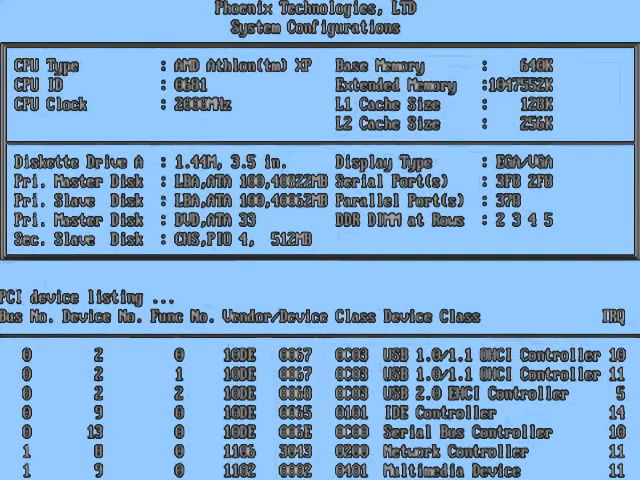 Phoenix Technologies, LTD
System Configurations
CPU Type : AMD Athlon(tm) XP Base Memory : 640K
CPU ID : 0681 Extended Memory :1047552K
CPU Clock : 2000MHz L1 Cache Size : 128K
L2 Cache Size : 256K
Diskette Drive A : 1.44M, 3.5 in. Display Type : EGA/VGA
Pri. Master Disk : LBA,ATA 100,40822MB Serial Port(s) : 3F8 2F8
Pri. Slave Disk : LBA,ATA 100,40062MB Parallel Port(s) : 378
Pri. Master Disk : DVD,ATA 33 DDR DIMM at Rows : 2 3 4 5
Sec. Slave Disk : CHS,PIO 4, 512MB
PCI device listing ...
Bus No. Device No. Func No. Vendor/Device Class Device Class IRQ
0 2 0 10DE 0067 0C03 USB 1.0/1.1 OHCI Controller 10
0 2 1 10DE 0067 0C03 USB 1.0/1.1 OHCI Controller 11
0 2 2 10DE 0068 0C03 USB 2.0 EHCI Controller 5
0 9 0 10DE 0065 0101 IDE Controller 14
0 13 0 10DE 006E 0C00 Serial Bus Controller 10
1 8 0 1106 3043 0200 Network Controller 11
1 9 0 1102 0002 0401 Multimedia Device 11